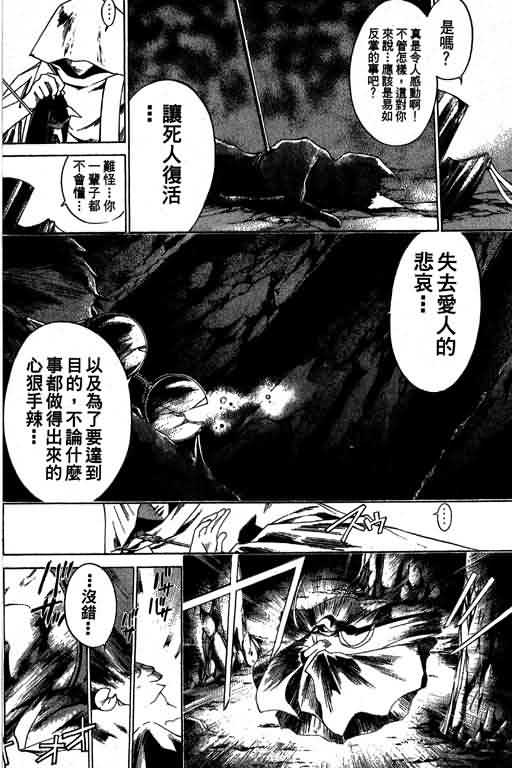 是嗎?
……
真是令人感動啊!
不管怎樣,這對你
來說…應該是易如
反掌的事吧?
讓死人復活
……
難怪…你
一輩子都
不會懂…
失去愛人的
悲哀……
以及為了要達到
目的,不論什麼
事都做得出來的
心狠手辣…
……
…沒錯…